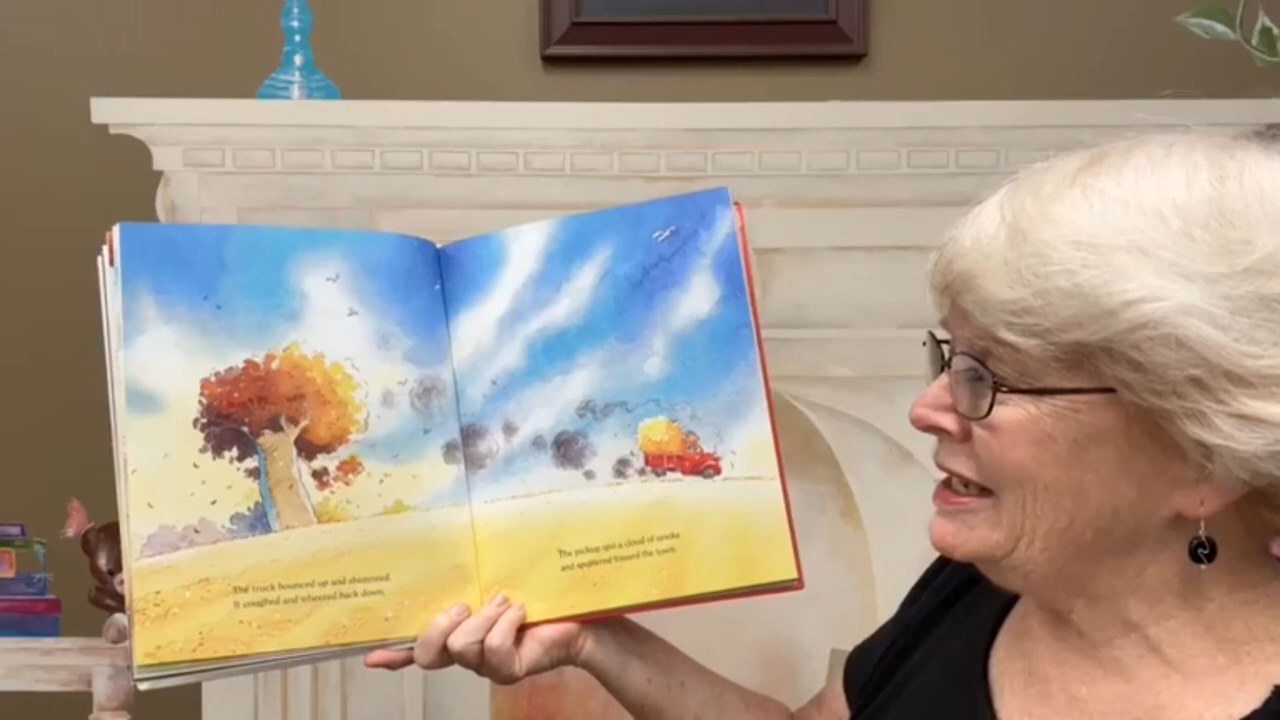 The truck bounced up and shimmied.
It coughed and wheezed back down.
The pickup spit a cloud of smoke
and sputtered toward the town.